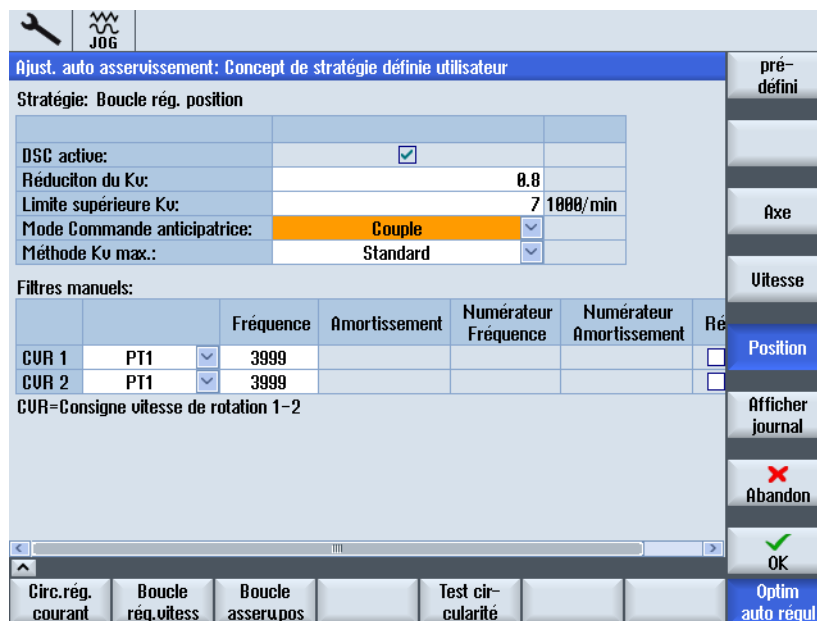 JOG
Ajust. auto asservissement: Concept de stratégie définie utilisateur
Stratégie: Boucle rég. position
DSC active:
Réduciton du Kv: 0.8
Limite supérieure Kv: 7 1000/min
Mode Commande anticipatrice: Couple
Méthode Kv max.: Standard
Filtres manuels:
Fréquence Amortissement Numérateur Fréquence Numérateur Amortissement Ré
CVR 1 PT1 3999
CVR 2 PT1 3999
CVR=Consigne vitesse de rotation 1-2
pré-
défini
Axe
Vitesse
Position
Afficher
journal
Abandon
OK
Circ.rég.
courant
Boucle
rég.vitess
Boucle
asserv.pos
Test cir-
cularité
Optim
auto régul